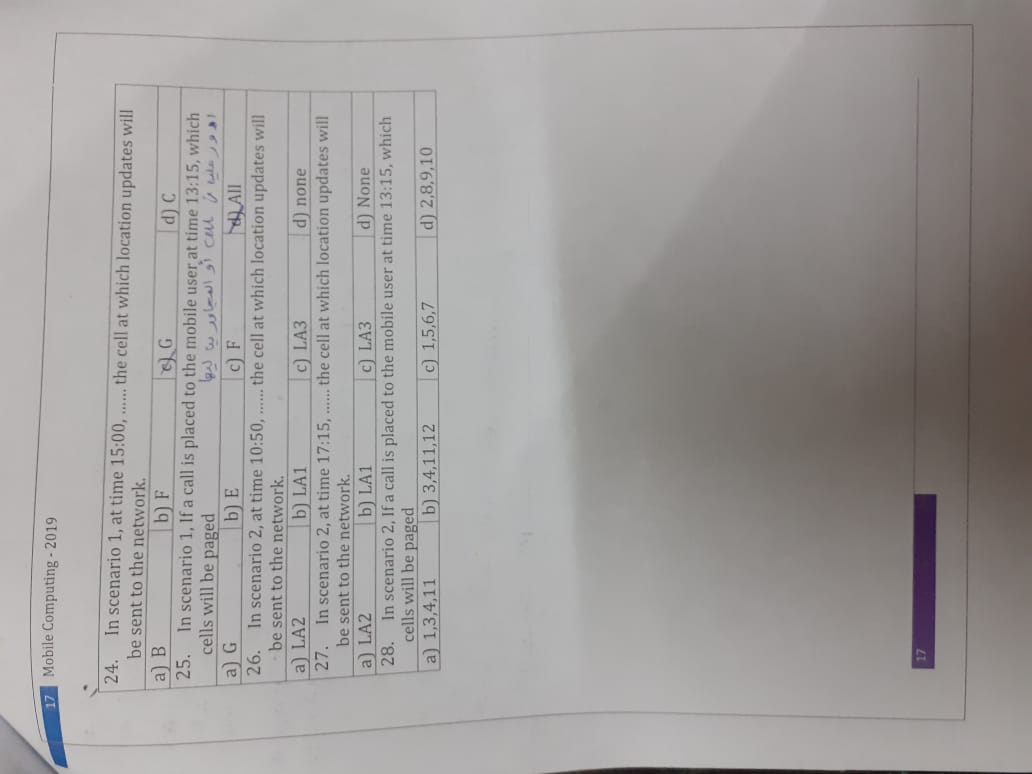 17 Mobile Computing - 2019
24. In scenario 1, at time 15:00, ...... the cell at which location updates will
be sent to the network.
a) B b) F c) G d) C
25. In scenario 1, If a call is placed to the mobile user at time 13:15, which
cells will be paged ادور عليه في cell أو المجاورين ليها
a) G b) E c) F d) All
26. In scenario 2, at time 10:50, ...... the cell at which location updates will
be sent to the network.
a) LA2 b) LA1 c) LA3 d) none
27. In scenario 2, at time 17:15, ...... the cell at which location updates will
be sent to the network.
a) LA2 b) LA1 c) LA3 d) None
28. In scenario 2, If a call is placed to the mobile user at time 13:15, which
cells will be paged
a) 1,3,4,11 b) 3,4,11,12 c) 1,5,6,7 d) 2,8,9,10
17